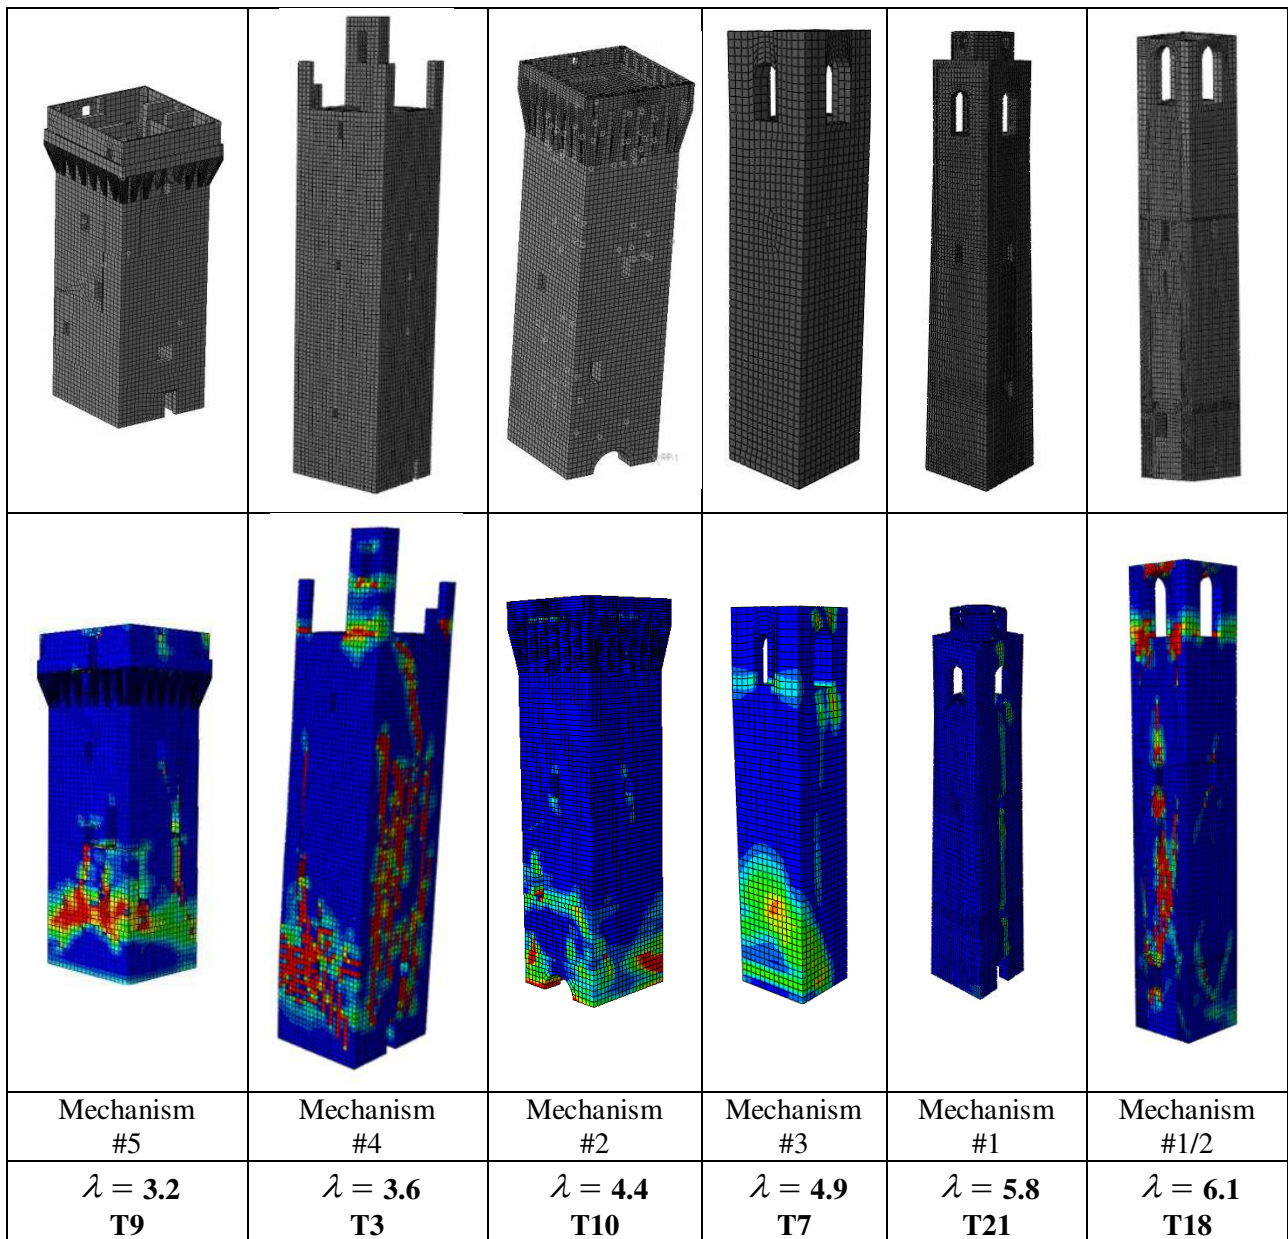 Mechanism #5
Mechanism #4
Mechanism #2
Mechanism #3
Mechanism #1
Mechanism #1/2
λ = 3.2
T9
λ = 3.6
T3
λ = 4.4
T10
λ = 4.9
T7
λ = 5.8
T21
λ = 6.1
T18